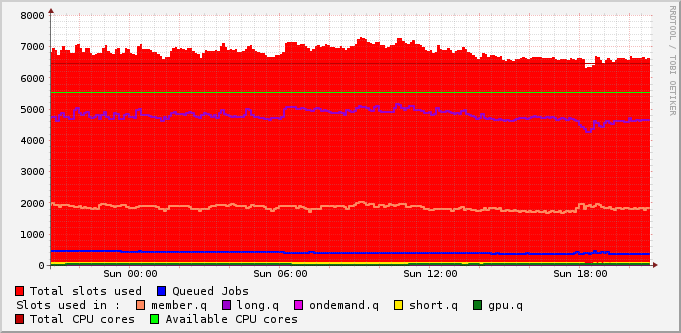 8000
7000
6000
5000
4000
3000
2000
1000
0
Sun 00:00 Sun 06:00 Sun 12:00 Sun 18:00
RRDTOOL / TOBI OETIKER
Total slots used Queued Jobs
Slots used in : member.q long.q ondemand.q short.q gpu.q
Total CPU cores Available CPU cores